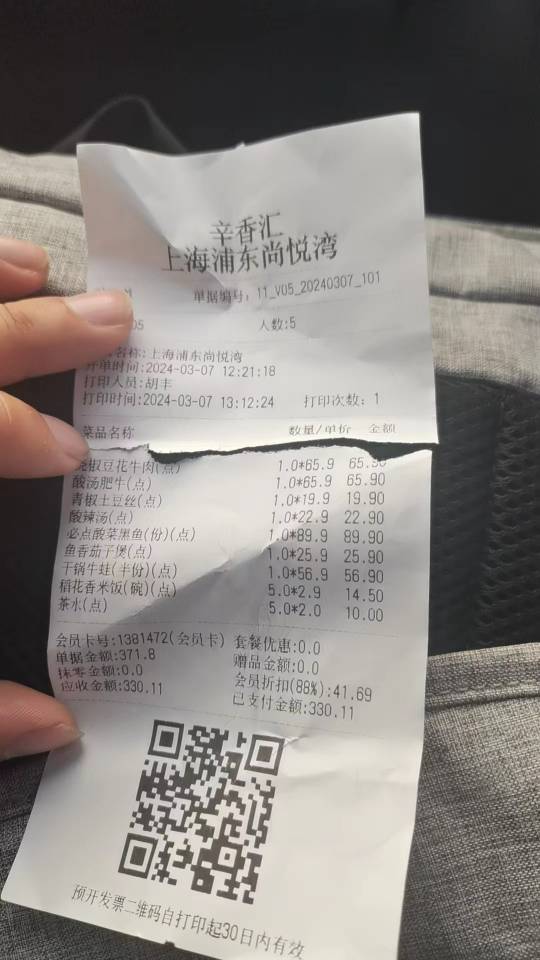 辛香汇
上海浦东尚悦湾
单据编号: 11_V05_20240307_101
05 人数:5
名称:上海浦东尚悦湾
开单时间:2024-03-07 12:21:18
打印人员:胡丰
打印时间:2024-03-07 13:12:24 打印次数: 1
菜品名称 数量/单价 金额
椒豆花牛肉(点) 1.0*65.9 65.90
酸汤肥牛(点) 1.0*65.9 65.90
青椒土豆丝(点) 1.0*19.9 19.90
酸辣汤(点) 1.0*22.9 22.90
必点酸菜黑鱼(份)(点) 1.0*89.9 89.90
鱼香茄子煲(点) 1.0*25.9 25.90
干锅牛蛙(半份)(点) 1.0*56.9 56.90
稻花香米饭(碗)(点) 5.0*2.9 14.50
茶水(点) 5.0*2.0 10.00
会员卡号:1381472(会员卡) 套餐优惠:0.0
单据金额:371.8 赠品金额:0.0
抹零金额:0.0 会员折扣(88%):41.69
应收金额:330.11 已支付金额:330.11
预开发票二维码自打印起30日内有效